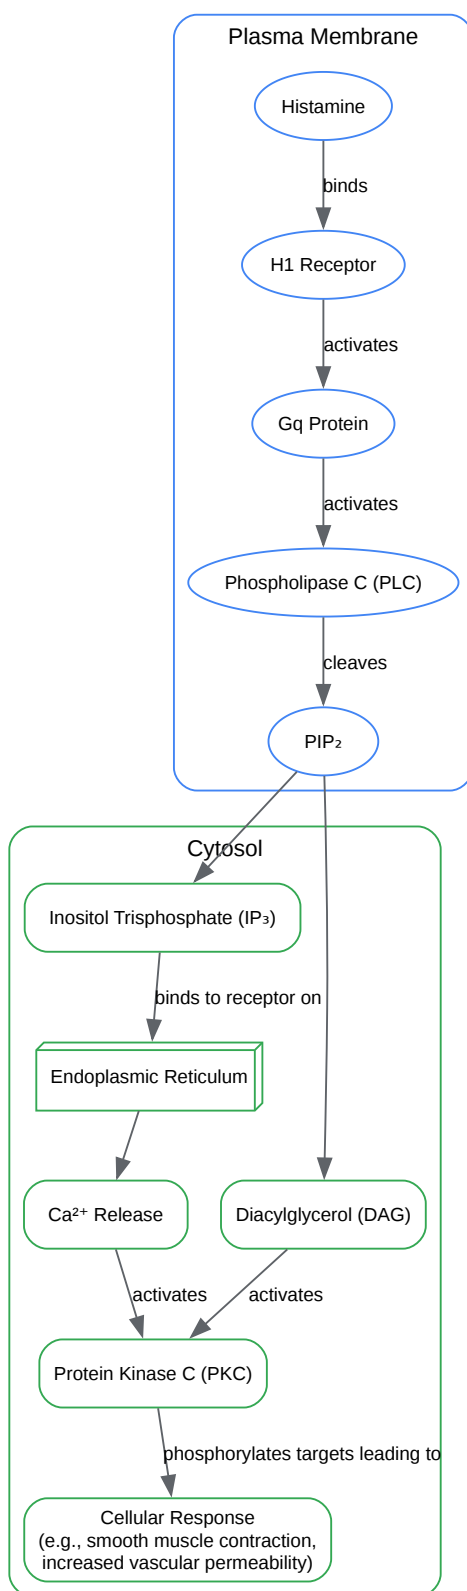 Plasma Membrane
Histamine
binds
H1 Receptor
activates
Gq Protein
activates
Phospholipase C (PLC)
cleaves
PIP₂
Cytosol
Inositol Trisphosphate (IP₃)
binds to receptor on
Endoplasmic Reticulum
Ca²⁺ Release
Diacylglycerol (DAG)
activates
activates
Protein Kinase C (PKC)
phosphorylates targets leading to
Cellular Response
(e.g., smooth muscle contraction,
increased vascular permeability)